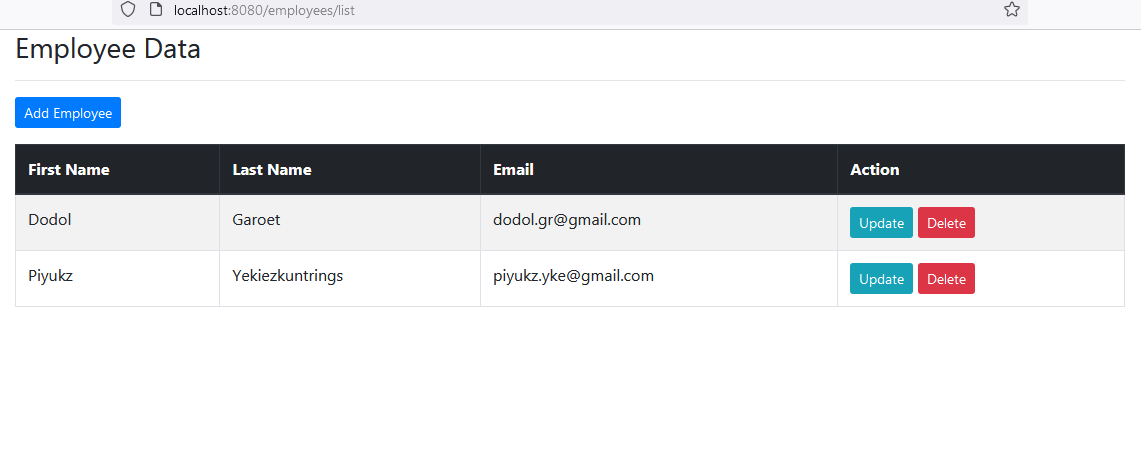 localhost:8080/employees/list
Employee Data
Add Employee
First Name Last Name Email Action
Dodol Garoet dodol.gr@gmail.com Update Delete
Piyukz Yekiezkuntrings piyukz.yke@gmail.com Update Delete